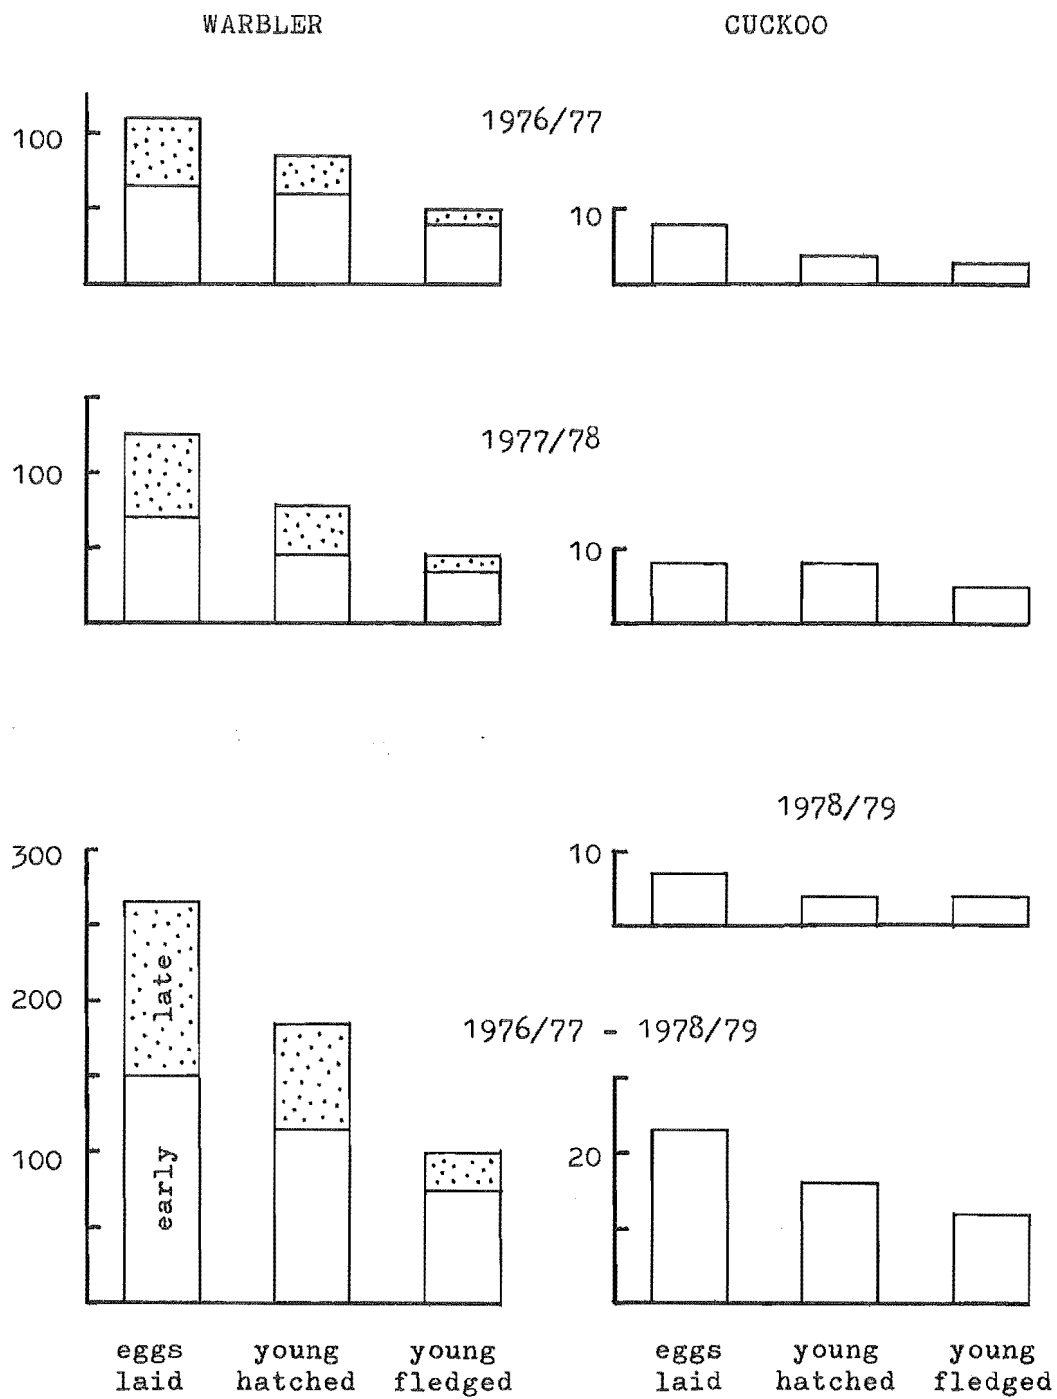 WARBLER CUCKOO
1976/77
100
10
1977/78
100
10
1978/79
10
300
200
100
late
early
1976/77 - 1978/79
20
eggs laid
young hatched
young fledged
eggs laid
young hatched
young fledged